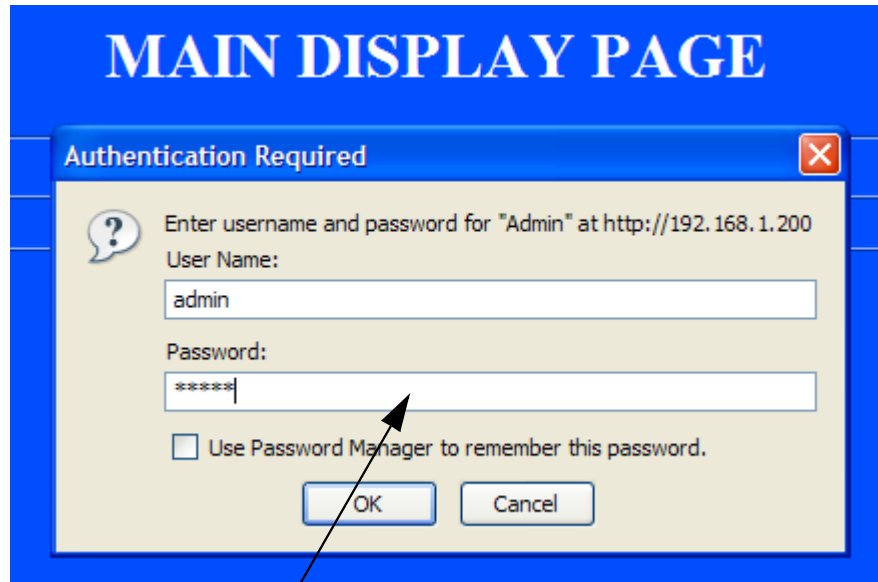 MAIN DISPLAY PAGE
Authentication Required
Enter username and password for "Admin" at http://192.168.1.200
User Name:
admin
Password:
*****
Use Password Manager to remember this password.
OK Cancel